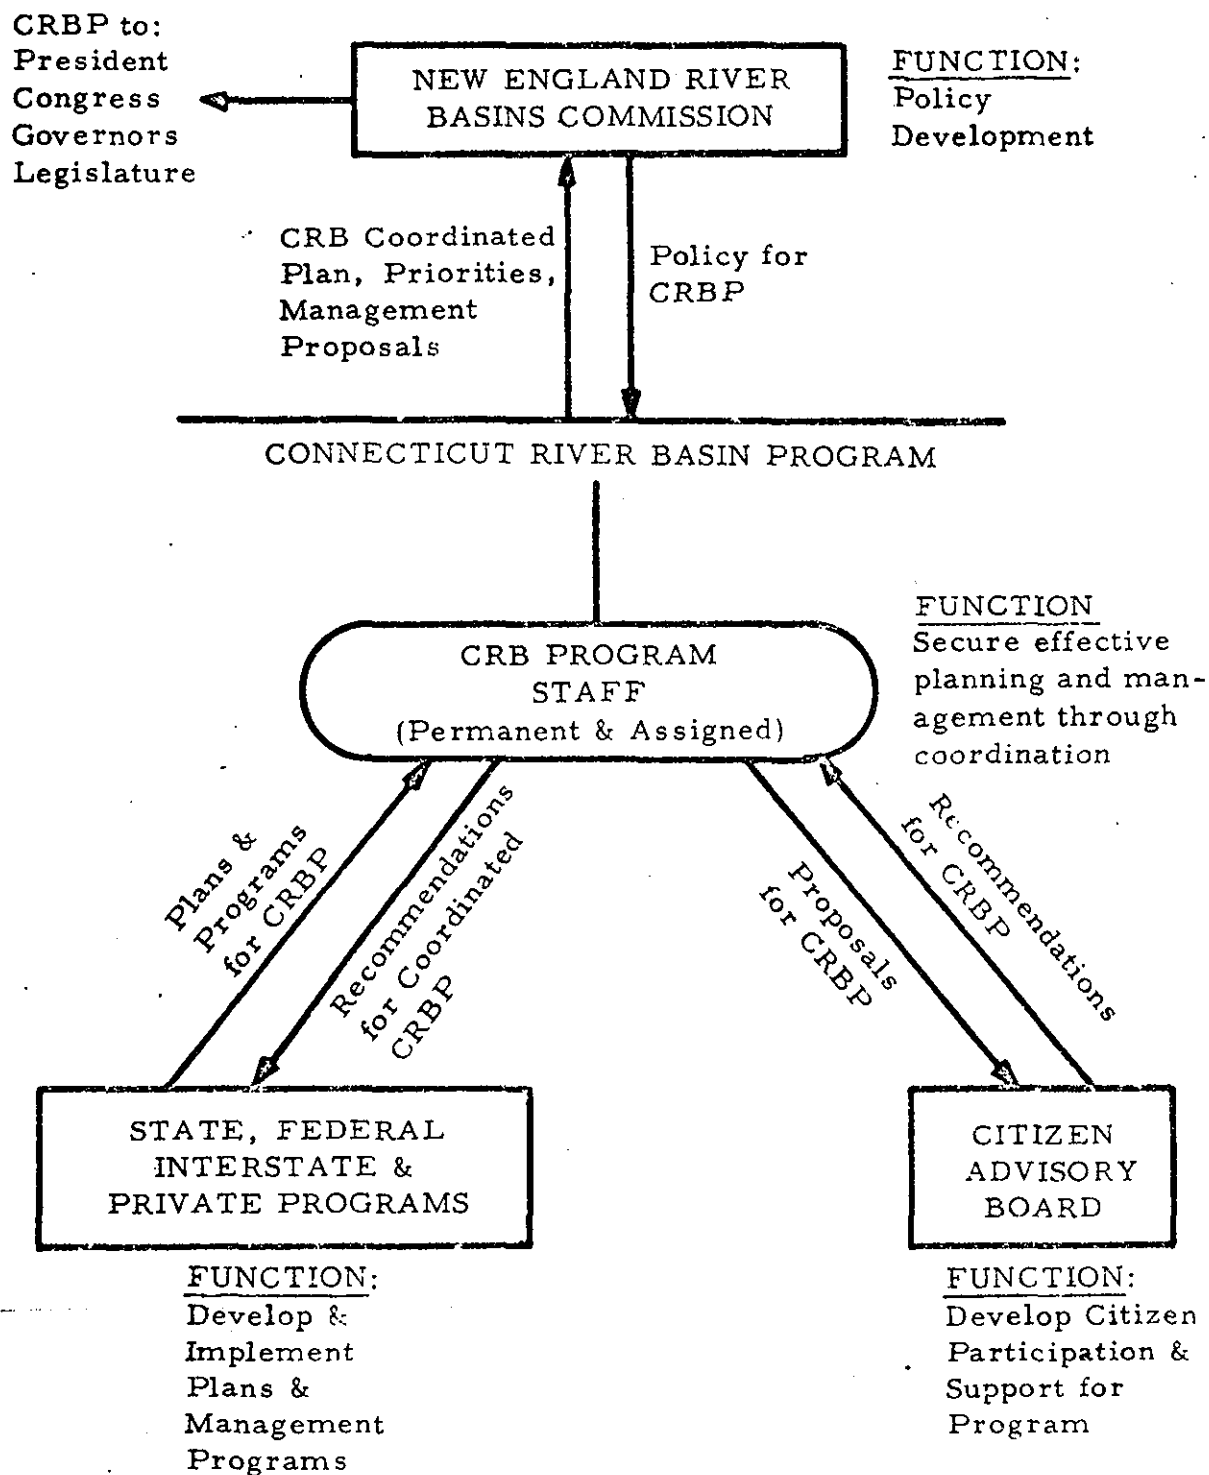 CRBP to:
President
Congress
Governors
Legislature
NEW ENGLAND RIVER
BASINS COMMISSION
FUNCTION:
Policy
Development
CRB Coordinated
Plan, Priorities,
Management
Proposals
Policy for
CRBP
CONNECTICUT RIVER BASIN PROGRAM
CRB PROGRAM
STAFF
(Permanent & Assigned)
FUNCTION
Secure effective
planning and man-
agement through
coordination
Plans &
Programs
for CRBP
Recommendations
for Coordinated
CRBP
Proposals
for CRBP
Recommendations
for CRBP
STATE, FEDERAL
INTERSTATE &
PRIVATE PROGRAMS
CITIZEN
ADVISORY
BOARD
FUNCTION:
Develop &
Implement
Plans &
Management
Programs
FUNCTION:
Develop Citizen
Participation &
Support for
Program